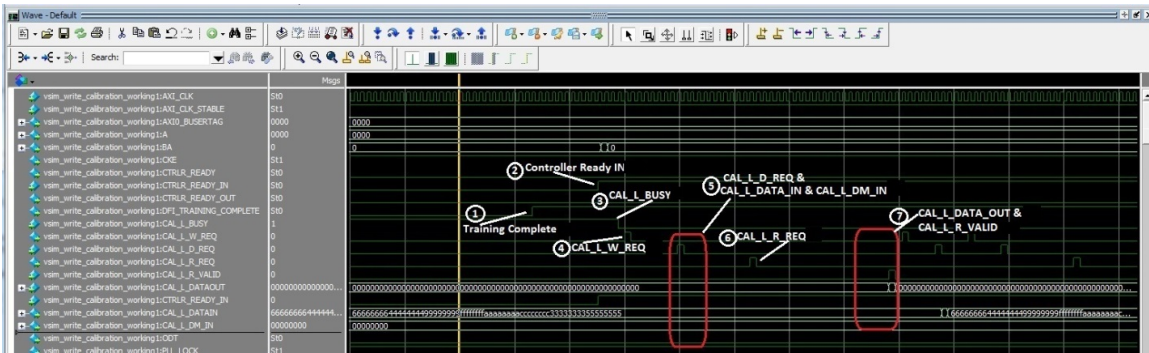 Wave - Default
Search:
Msgs
vsim_write_calibration_working1:AXI_CLK St0
vsim_write_calibration_working1:AXI_CLK_STABLE St1
vsim_write_calibration_working1:AXI0_BUSERTAG 0000 0000
vsim_write_calibration_working1:A 0000 0000
vsim_write_calibration_working1:BA 0 0 0
vsim_write_calibration_working1:CKE St1
vsim_write_calibration_working1:CTRLR_READY St0
vsim_write_calibration_working1:CTRLR_READY_IN St0
vsim_write_calibration_working1:CTRLR_READY_OUT St0
vsim_write_calibration_working1:DFI_TRAINING_COMPLETE St0
vsim_write_calibration_working1:CAL_L_BUSY 1
vsim_write_calibration_working1:CAL_L_W_REQ 0
vsim_write_calibration_working1:CAL_L_D_REQ 0
vsim_write_calibration_working1:CAL_L_R_REQ 0
vsim_write_calibration_working1:CAL_L_R_VALID 0
vsim_write_calibration_working1:CAL_L_DATAOUT
vsim_write_calibration_working1:CTRLR_READY_IN 0
vsim_write_calibration_working1:CAL_L_DATAIN
vsim_write_calibration_working1:CAL_L_DM_IN 00000000 00000000
vsim_write_calibration_working1:ODT St0
vsim_write_calibration_working1:PLL_LOCK St1
2 Controller Ready IN
3 CAL_L_BUSY
5 CAL_L_D_REQ &
CAL_L_DATA_IN & CAL_L_DM_IN
7 CAL_L_DATA_OUT &
CAL_L_R_VALID
1
Training Complete
4 CAL_L_W_REQ
6 CAL_L_R_REQ